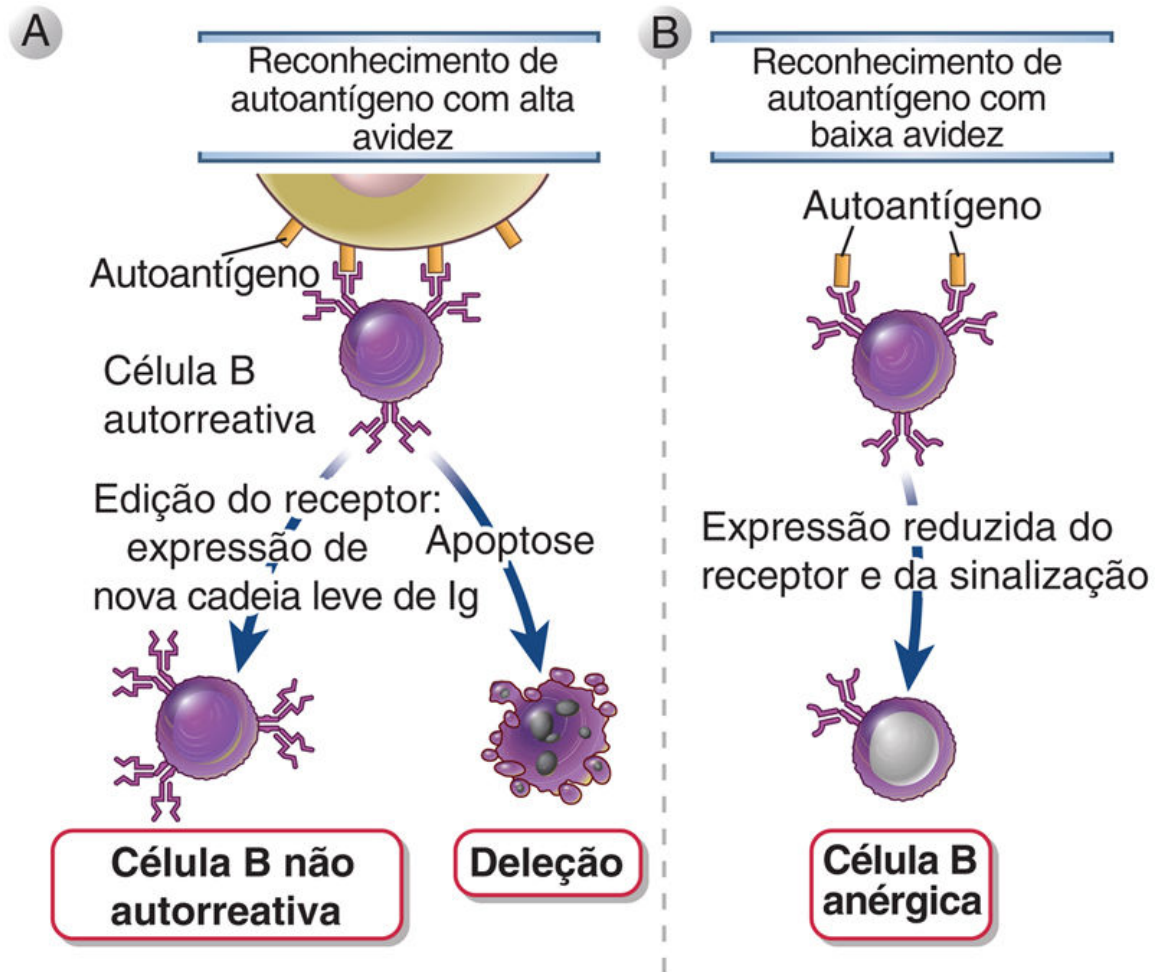 A
Reconhecimento de
autoantígeno com alta
avidez
Autoantígeno
Célula B
autorreativa
Edição do receptor:
expressão de
nova cadeia leve de Ig
Apoptose
Célula B não
autorreativa
Deleção
B
Reconhecimento de
autoantígeno com
baixa avidez
Autoantígeno
Expressão reduzida do
receptor e da sinalização
Célula B
anérgica